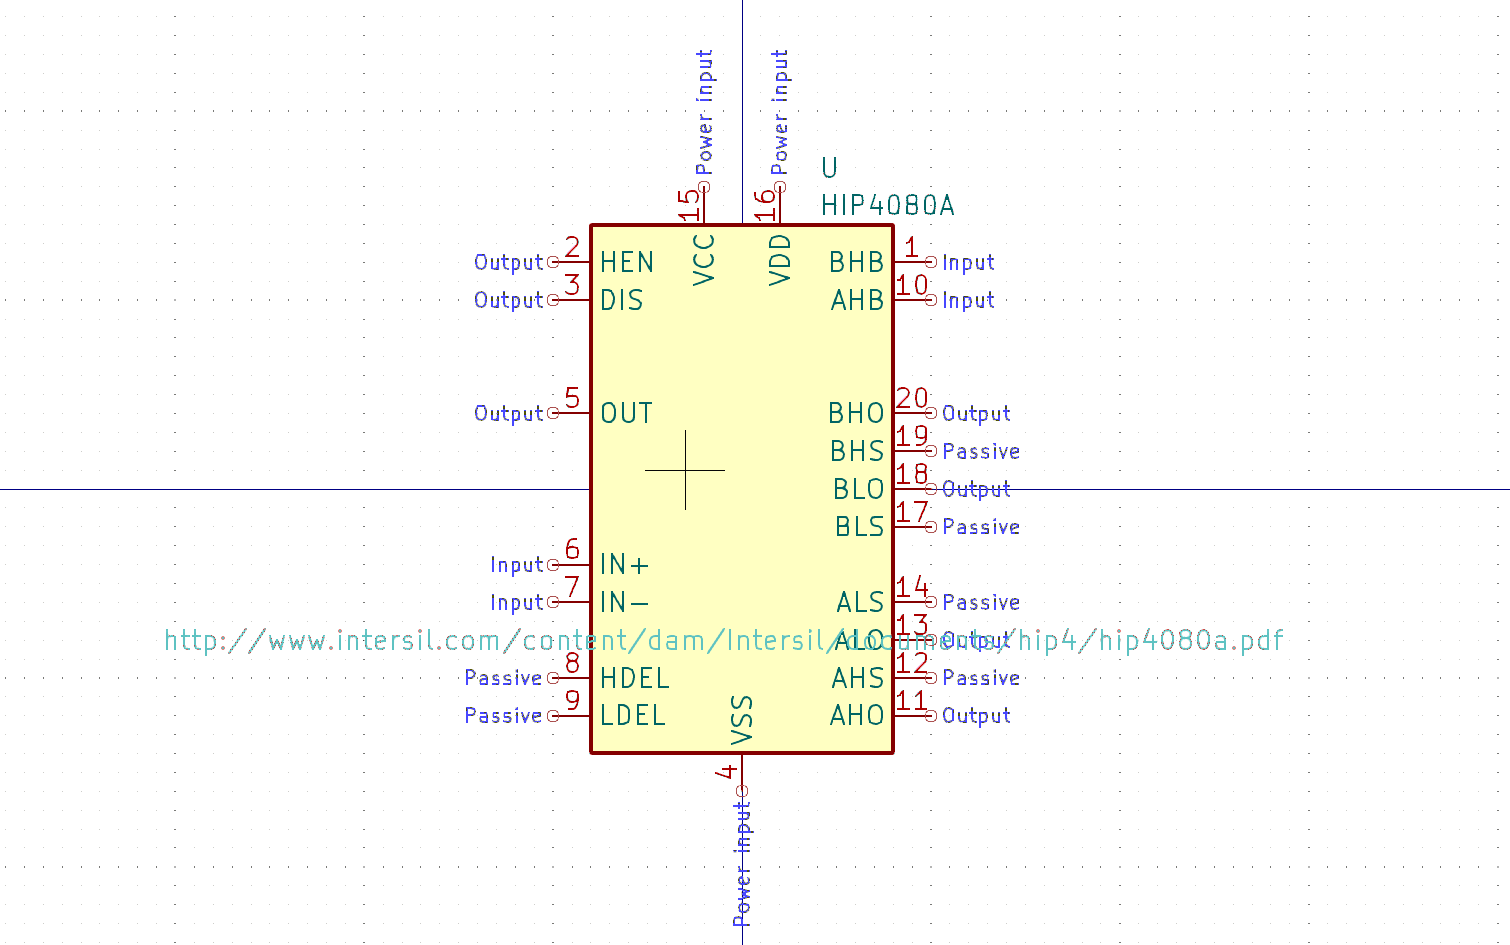 Power input
Power input
U
HIP4080A
15
16
VCC
VDD
Output 2 HEN
BHB 1 Input
Output 3 DIS
AHB 10 Input
Output 5 OUT
BHO 20 Output
BHS 19 Passive
BLO 18 Output
BLS 17 Passive
Input 6 IN+
Input 7 IN-
ALS 14 Passive
ALO 13 Output
http://www.intersil.com/content/dam/Intersil/documents/hip4/hip4080a.pdf
Passive 8 HDEL
AHS 12 Passive
Passive 9 LDEL
AHO 11 Output
VSS
4
Power input